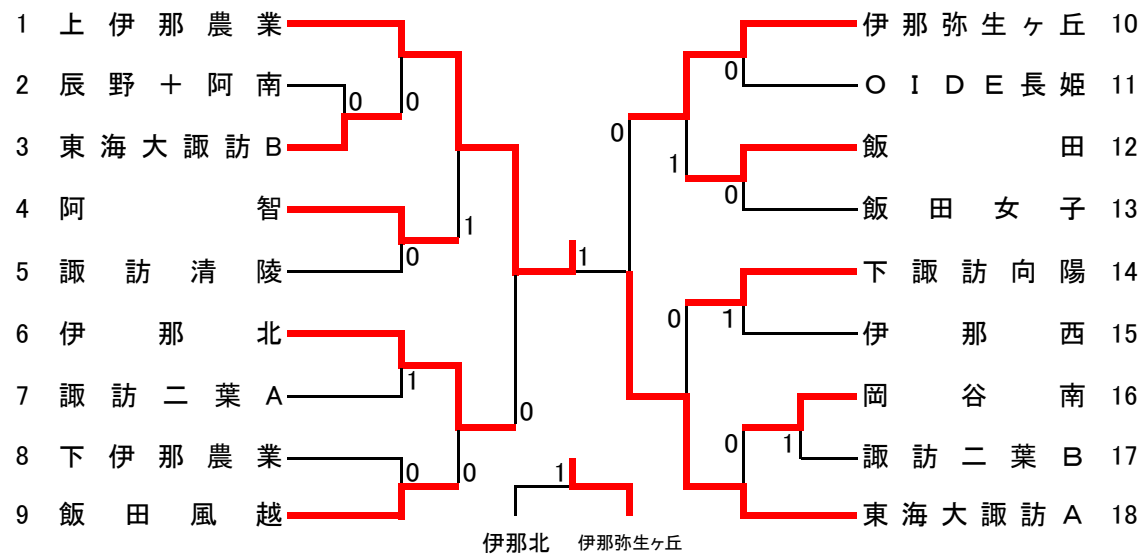 1 上伊那農業
2 辰野＋阿南
3 東海大諏訪B
4 阿智
5 諏訪清陵
6 伊那北
7 諏訪二葉A
8 下伊那農業
9 飯田風越
0
0
1
0
1
0
0
0
1
1
伊那北
伊那弥生ヶ丘
0
0
1
0
0
1
0
1
伊那弥生ヶ丘 10
OIDE長姫 11
飯田 12
飯田女子 13
下諏訪向陽 14
伊那西 15
岡谷南 16
諏訪二葉B 17
東海大諏訪A 18